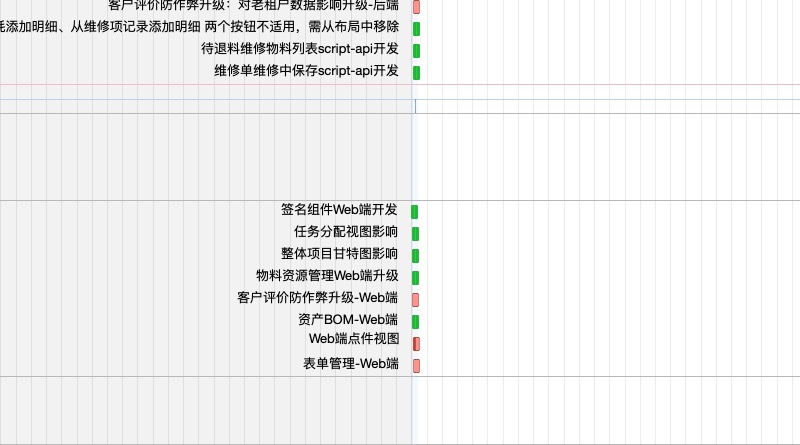 客户评价防作弊升级：对老租户数据影响升级-后端
添加明细、从维修项记录添加明细 两个按钮不适用，需从布局中移除
待退料维修物料列表script-api开发
维修单维修中保存script-api开发
签名组件Web端开发
任务分配视图影响
整体项目甘特图影响
物料资源管理Web端升级
客户评价防作弊升级-Web端
资产BOM-Web端
Web端点件视图
表单管理-Web端